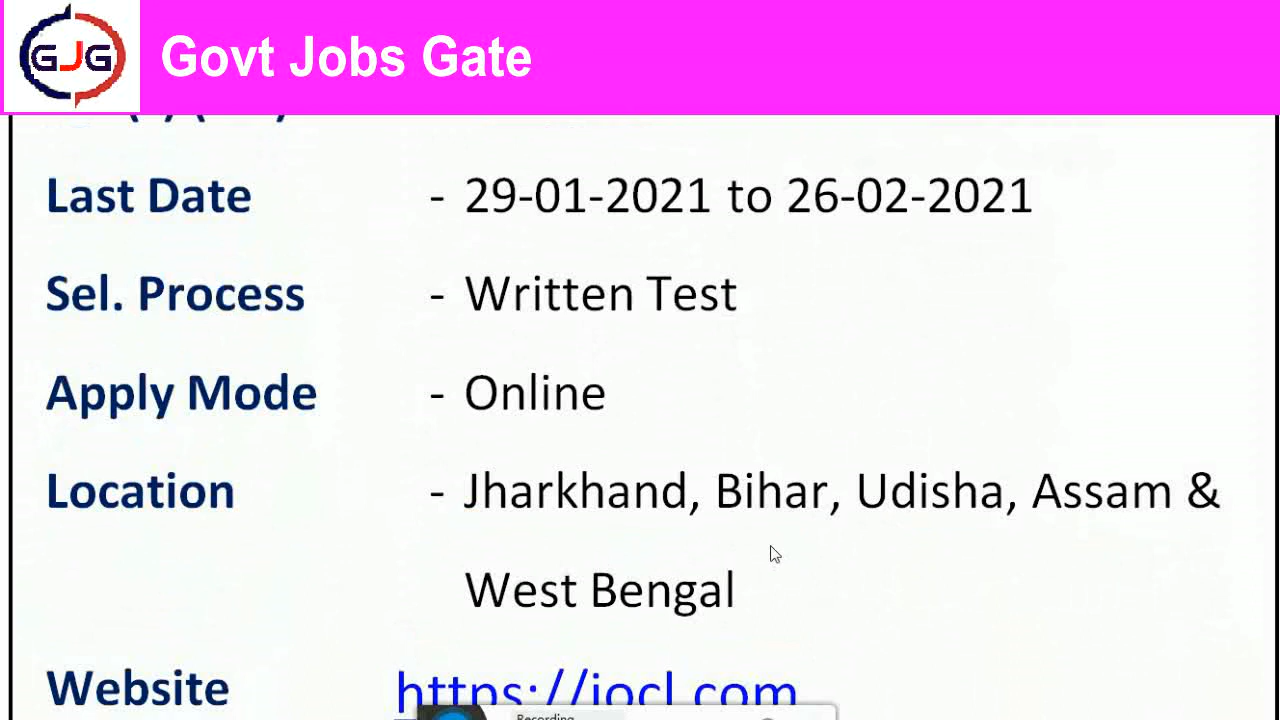 GJG
Govt Jobs Gate
Last Date - 29-01-2021 to 26-02-2021
Sel. Process - Written Test
Apply Mode - Online
Location - Jharkhand, Bihar, Udisha, Assam &
West Bengal
Website https://iocl.com
Recording